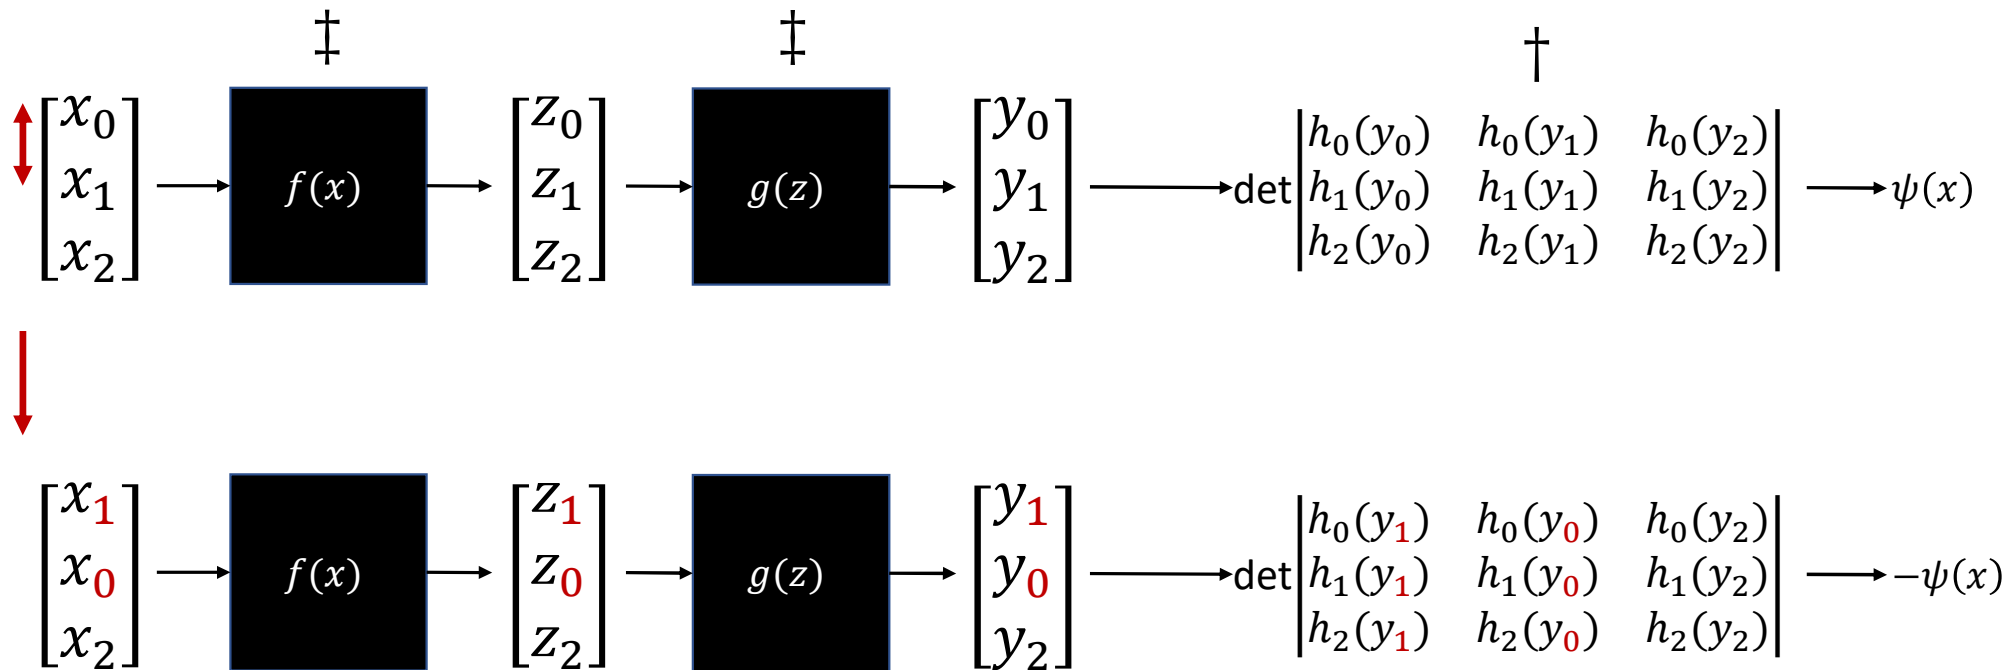 ‡ ‡ †
[x₀ x₁ x₂] → f(x) → [z₀ z₁ z₂] → g(z) → [y₀ y₁ y₂] → det |h₀(y₀) h₀(y₁) h₀(y₂)
h₁(y₀) h₁(y₁) h₁(y₂)
h₂(y₀) h₂(y₁) h₂(y₂)| → ψ(x)
[x₁ x₀ x₂] → f(x) → [z₁ z₀ z₂] → g(z) → [y₁ y₀ y₂] → det |h₀(y₁) h₀(y₀) h₀(y₂)
h₁(y₁) h₁(y₀) h₁(y₂)
h₂(y₁) h₂(y₀) h₂(y₂)| → −ψ(x)